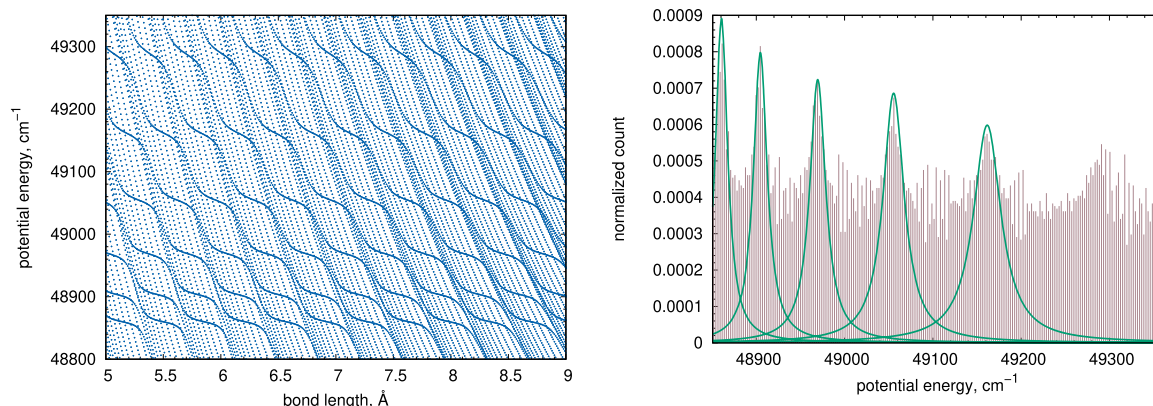 49300
49200
49100
49000
48900
48800
potential energy, cm⁻¹
5 5.5 6 6.5 7 7.5 8 8.5 9
bond length, Å
0.0009
0.0008
0.0007
0.0006
0.0005
0.0004
0.0003
0.0002
0.0001
0
normalized count
48900 49000 49100 49200 49300
potential energy, cm⁻¹